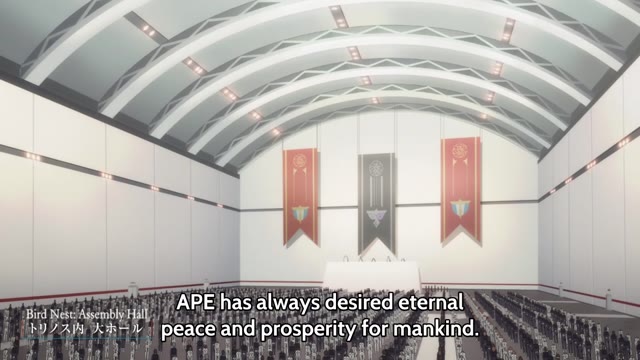 Bird Nest: Assembly Hall
トリノス内 大ホール
APE has always desired eternal
peace and prosperity for mankind.